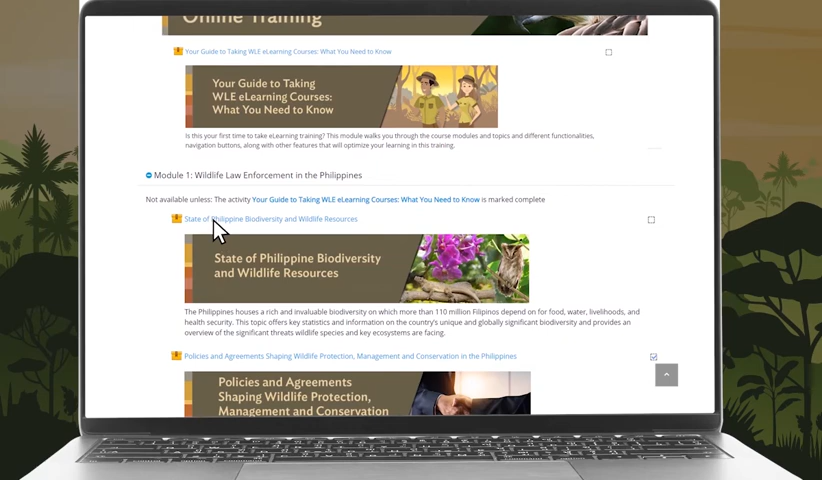 Online Training
Your Guide to Taking WLE eLearning Courses: What You Need to Know
Your Guide to Taking
WLE eLearning Courses:
What You Need to Know
Is this your first time to take eLearning training? This module walks you through the course modules and topics and different functionalities,
navigation buttons, along with other features that will optimize your learning in this training.
Module 1: Wildlife Law Enforcement in the Philippines
Not available unless: The activity Your Guide to Taking WLE eLearning Courses: What You Need to Know is marked complete
State of Philippine Biodiversity and Wildlife Resources
State of Philippine Biodiversity
and Wildlife Resources
The Philippines houses a rich and invaluable biodiversity on which more than 110 million Filipinos depend on for food, water, livelihoods, and
health security. This topic offers key statistics and information on the country's unique and globally significant biodiversity and provides an
overview of the significant threats wildlife species and key ecosystems are facing.
Policies and Agreements Shaping Wildlife Protection, Management and Conservation in the Philippines
Policies and Agreements
Shaping Wildlife Protection,
Management and Conservation